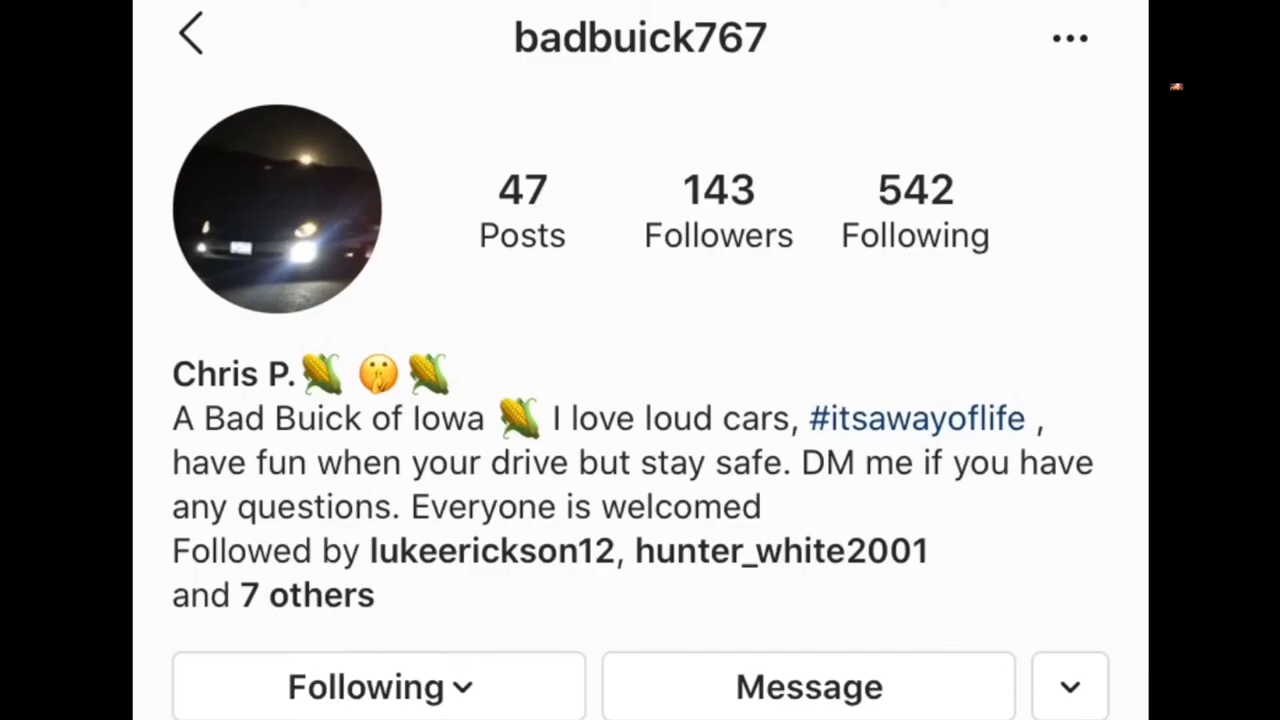 badbuick767
47 143 542
Posts Followers Following
Chris P.🌽 🤫 🌽
A Bad Buick of Iowa 🌽 I love loud cars, #itsawayoflife ,
have fun when your drive but stay safe. DM me if you have
any questions. Everyone is welcomed
Followed by lukeerickson12, hunter_white2001
and 7 others
Following Message